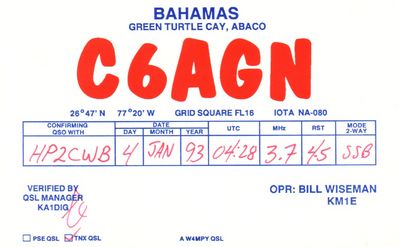 BAHAMAS
GREEN TURTLE CAY, ABACO
C6AGN
26°47' N 77°20' W GRID SQUARE FL16 IOTA NA-080
CONFIRMING QSO WITH DATE DAY MONTH YEAR UTC MHz RST MODE 2-WAY
HP2CWB 4 JAN 93 04:28 3.7 45 SSB
VERIFIED BY
QSL MANAGER
KA1DIG
OPR: BILL WISEMAN
KM1E
PSE QSL TNX QSL A W4MPY QSL